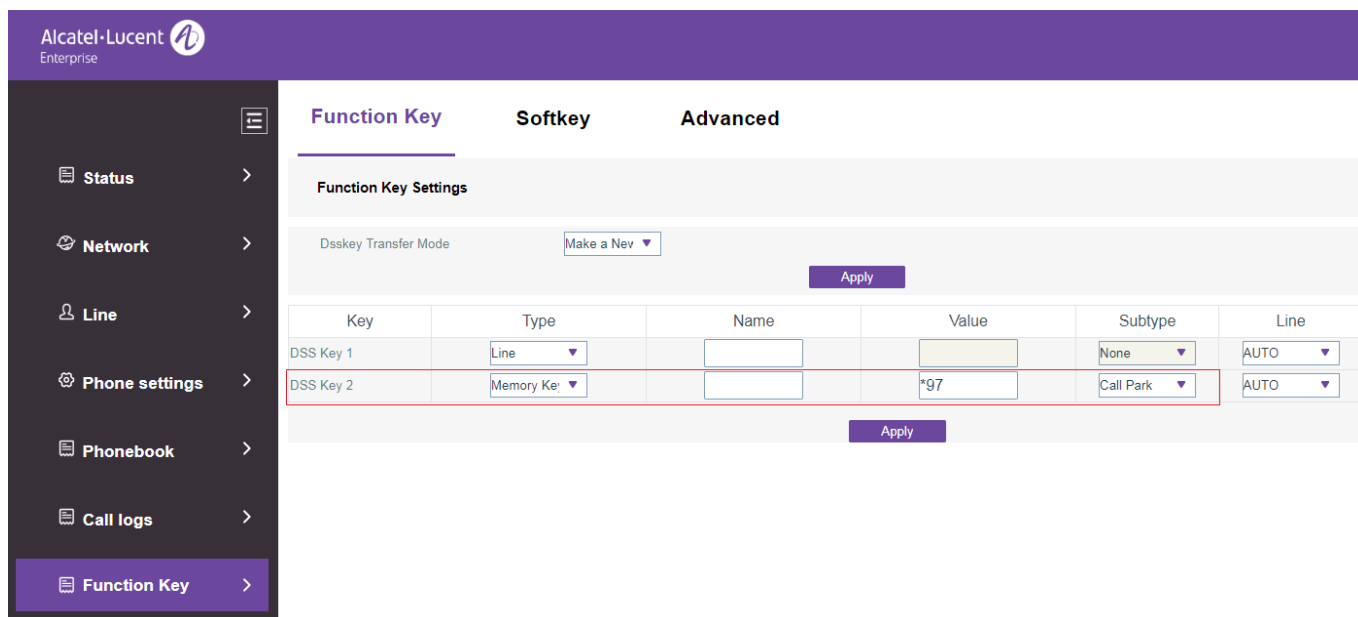 Alcatel·Lucent
Enterprise
Function Key Softkey Advanced
Status
Function Key Settings
Network
Dsskey Transfer Mode Make a Nev
Apply
Line
Key Type Name Value Subtype Line
DSS Key 1 Line None AUTO
Phone settings
DSS Key 2 Memory Key *97 Call Park AUTO
Apply
Phonebook
Call logs
Function Key